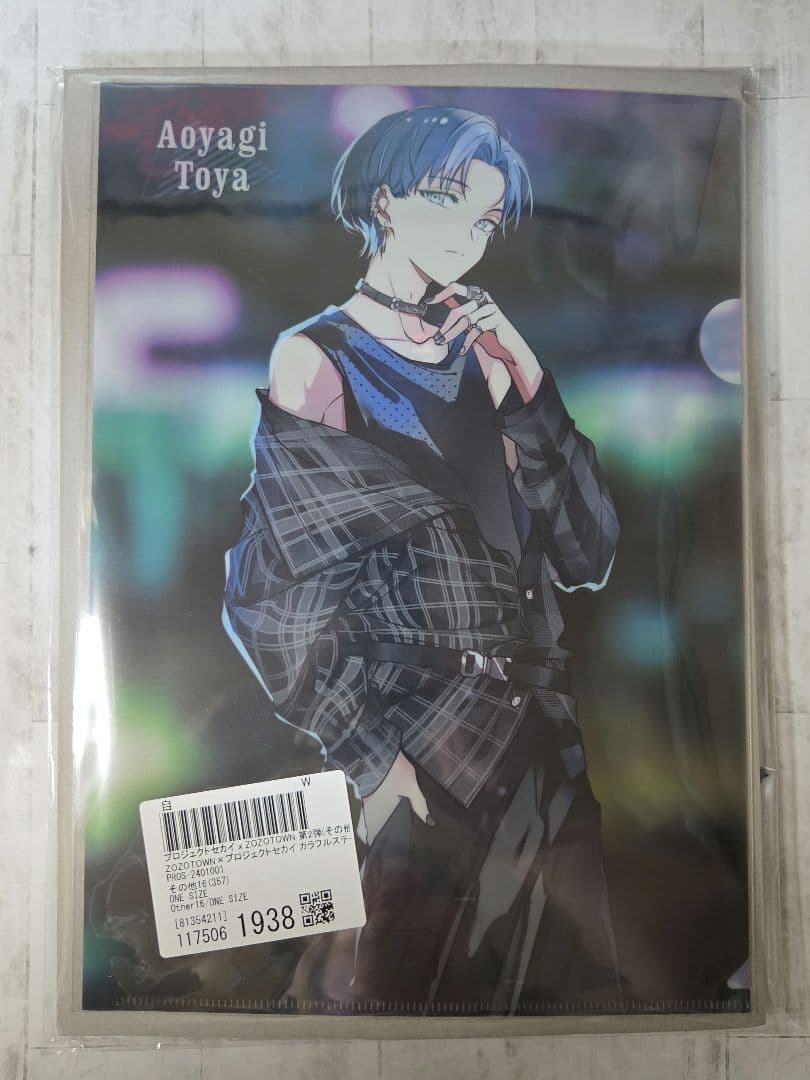 Aoyagi
Toya
W
自
プロジェクトセカイ × ZOZOTOWN 第2弾(その他
ZOZOTOWN×プロジェクトセカイ カラフルステー
PROS-2401001
その他16(357)
ONE SIZE
Other16/ONE SIZE
[81354211]
117506 1938